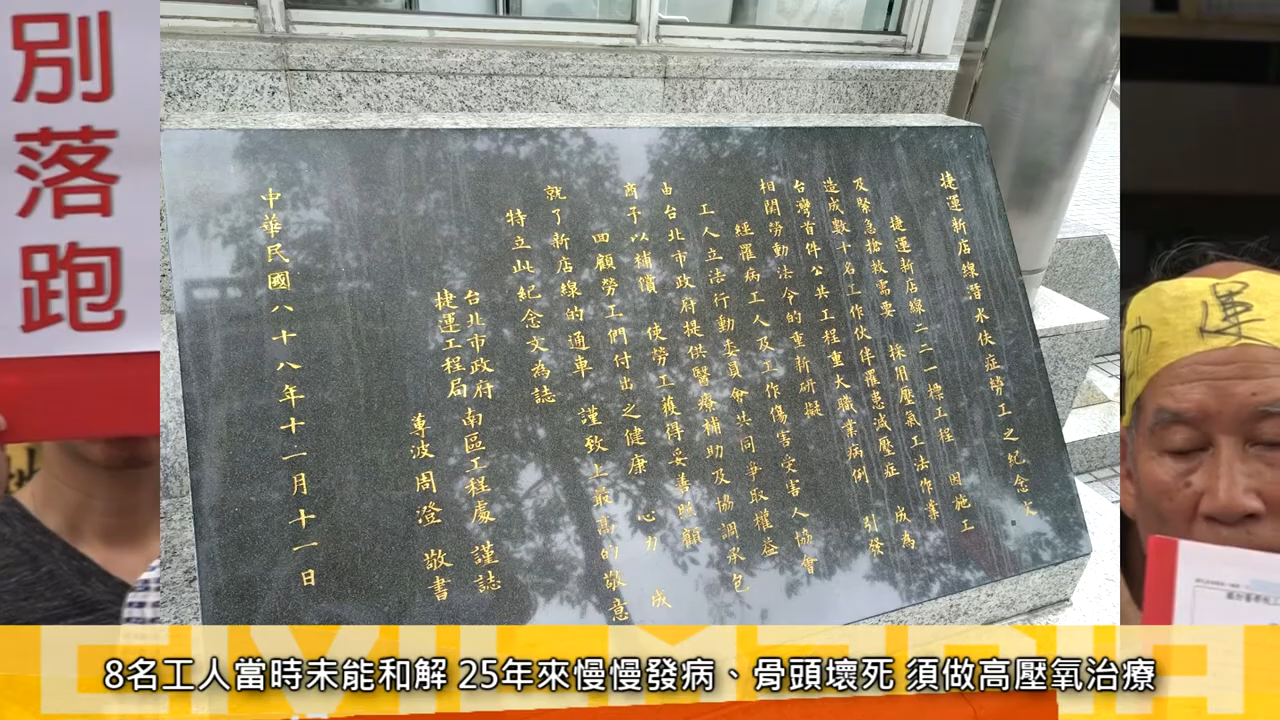 別落跑
捷運新店線潛水伕症勞工之紀念文
捷運新店線二二一標工程 因施工
及緊急搶救需要 採用壓氣工法作業
造成數十名工作伙伴罹患減壓症 成為
台灣首件公共工程重大職業病例 引發
相關勞動法令的重新研擬
經罹病工人及工作傷害受害人協會
工人立法行動委員會共同爭取權益
由台北市政府提供醫療補助及協調承包
商予以補償 使勞工獲得妥善照顧
四顧勞工們付出之健康 心力 成
就了新店線的通車 謹致上最高的敬意
特立此紀念文為誌
台北市政府
捷運工程局 南區工程處 謹誌
蓴波周澄 敬書
中華民國八十八年十一月十一日
運
CIVILMEDIA
8名工人當時未能和解 25年來慢慢發病、骨頭壞死 須做高壓氧治療